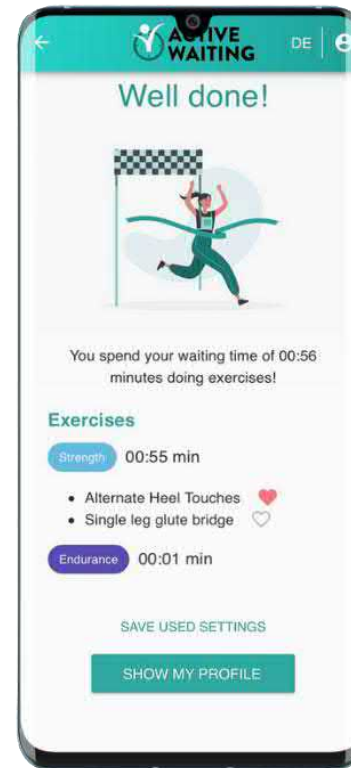 ACTIVE
WAITING
DE
Well done!
You spend your waiting time of 00:56
minutes doing exercises!
Exercises
Strength 00:55 min
• Alternate Heel Touches
• Single leg glute bridge
Endurance 00:01 min
SAVE USED SETTINGS
SHOW MY PROFILE